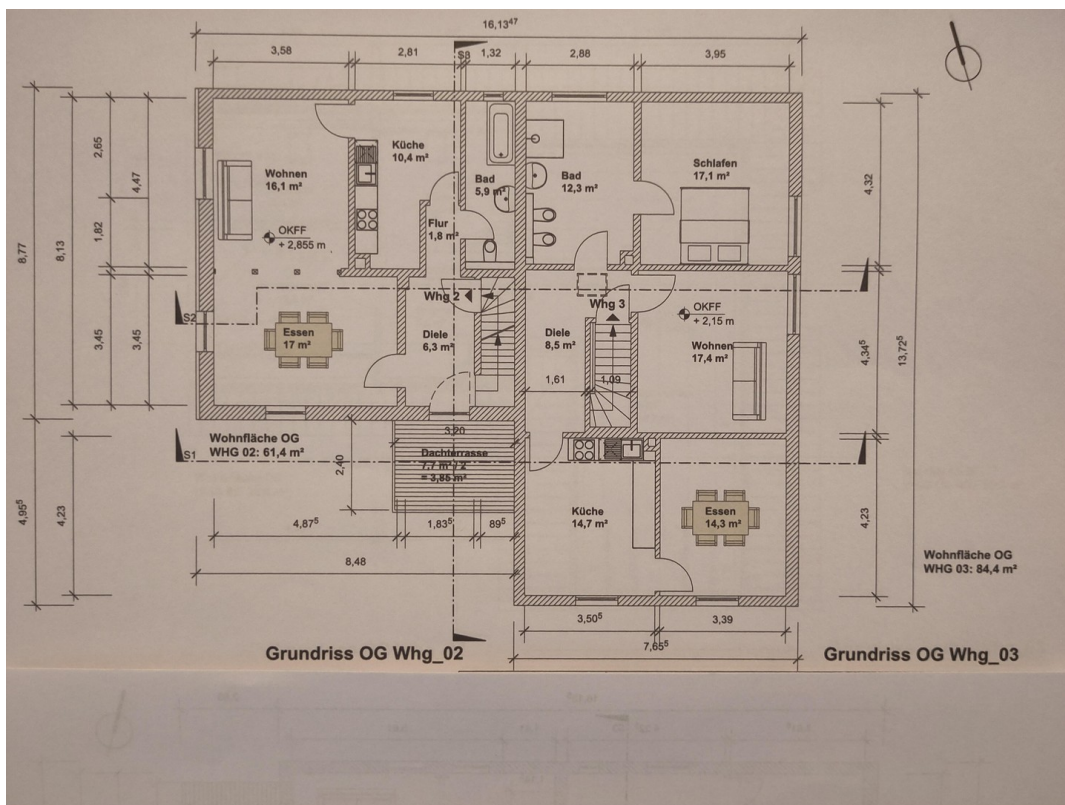 16,13⁴⁷
3,58
2,81
S3
1,32
2,88
3,95
8,77
8,13
2,65
1,82
4,47
3,45
3,45
4,95⁵
4,23
Wohnen
16,1 m²
OKFF
+ 2,855 m
Küche
10,4 m²
Flur
1,8 m²
Bad
5,9 m²
Bad
12,3 m²
Schlafen
17,1 m²
4,32
S2
Essen
17 m²
Whg 2
Diele
6,3 m²
Whg 3
Diele
8,5 m²
1,61
1,09
OKFF
+ 2,15 m
Wohnen
17,4 m²
4,34⁵
13,72⁵
Wohnfläche OG
WHG 02: 61,4 m²
S1
2,40
3,20
Dachterrasse
7,7 m² / 2
= 3,85 m²
4,87⁵
1,83⁵
89⁵
8,48
Küche
14,7 m²
Essen
14,3 m²
4,23
Wohnfläche OG
WHG 03: 84,4 m²
3,50⁵
3,39
7,65⁵
Grundriss OG Whg_02
Grundriss OG Whg_03